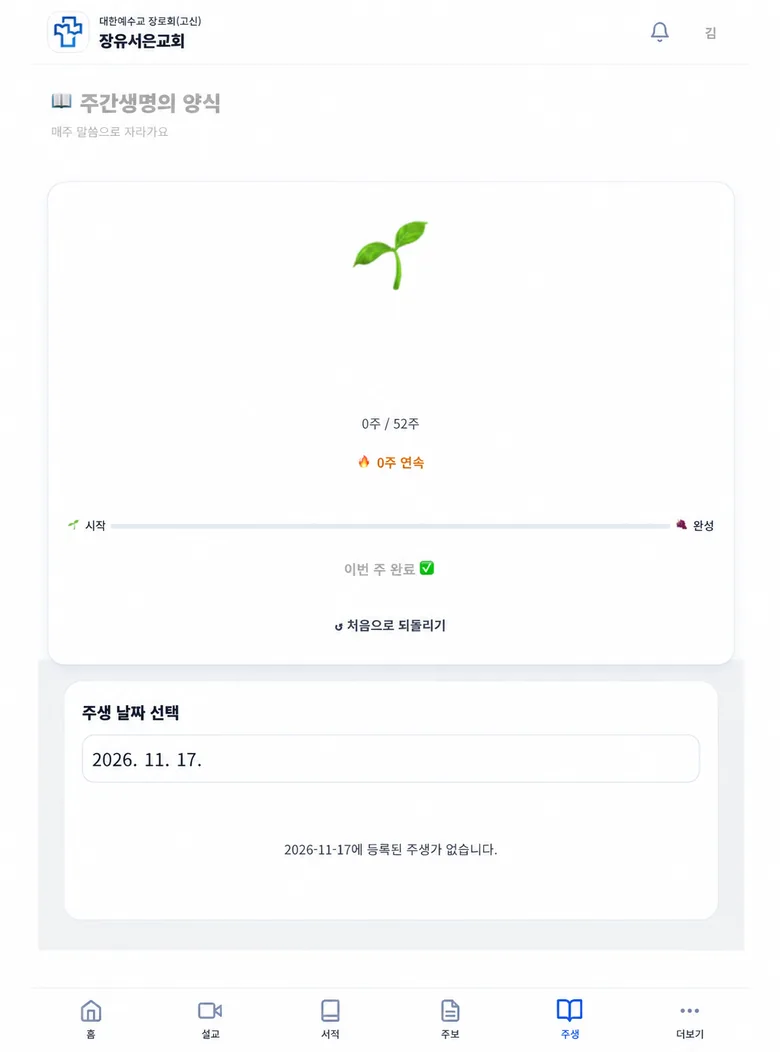 대한예수교 장로회(고신)
장유서은교회
김
📖 주간생명의 양식
매주 말씀으로 자라가요
0주 / 52주
🔥 0주 연속
🌱 시작
🍇 완성
이번 주 완료 ✅
↺ 처음으로 되돌리기
주생 날짜 선택
2026. 11. 17.
2026-11-17에 등록된 주생가 없습니다.
홈
설교
서적
주보
주생
더보기